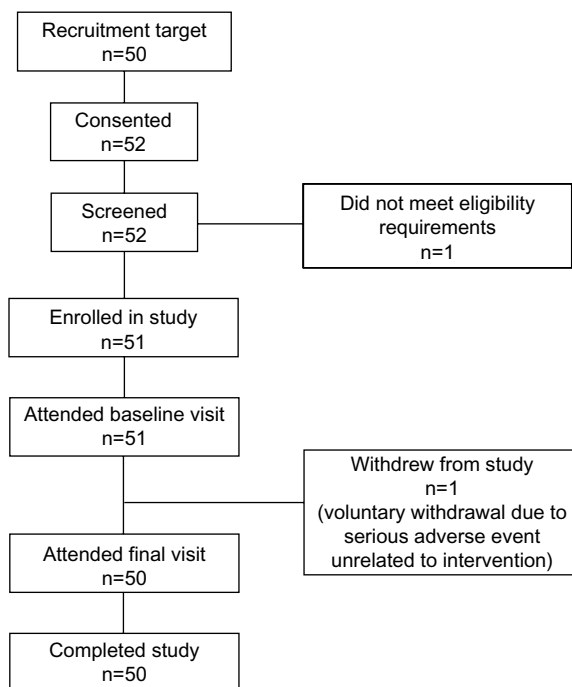 Recruitment target
n=50
Consented
n=52
Screened
n=52
Did not meet eligibility
requirements
n=1
Enrolled in study
n=51
Attended baseline visit
n=51
Withdrew from study
n=1
(voluntary withdrawal due to
serious adverse event
unrelated to intervention)
Attended final visit
n=50
Completed study
n=50